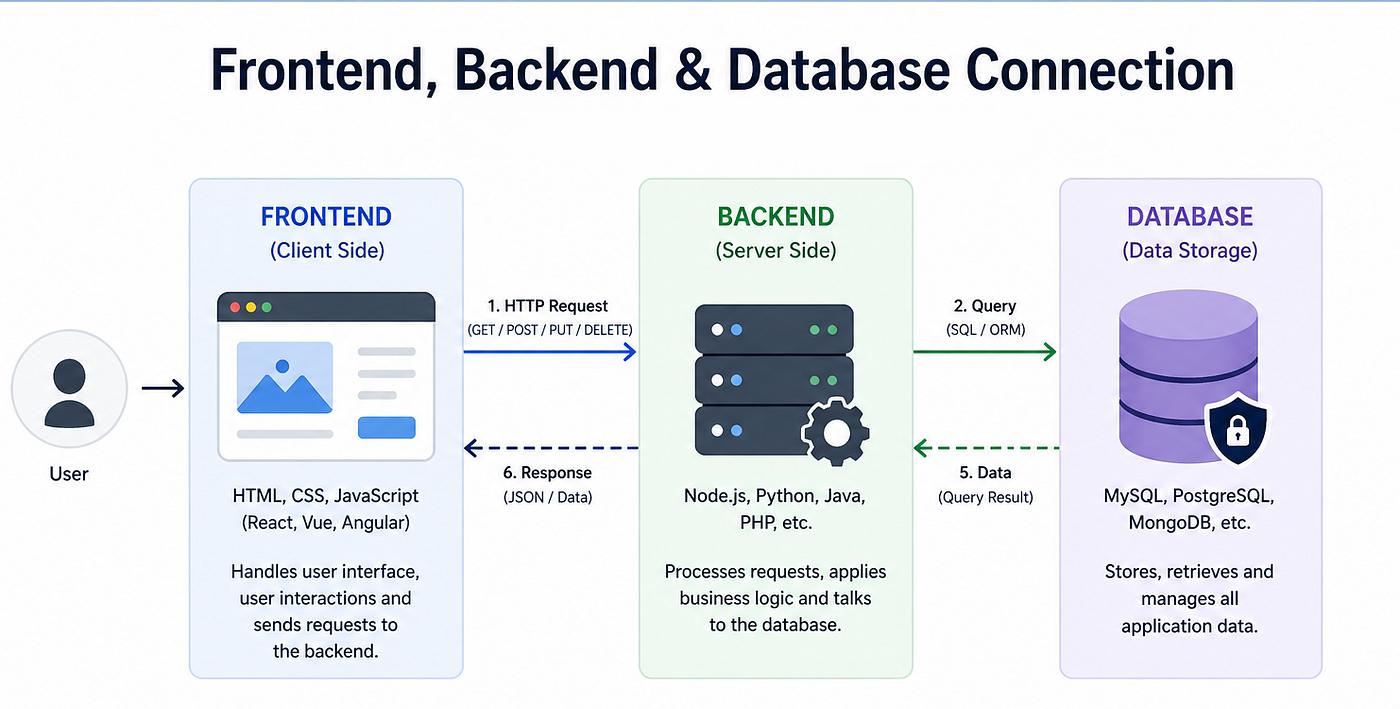 Frontend, Backend & Database Connection
User
FRONTEND
(Client Side)
HTML, CSS, JavaScript
(React, Vue, Angular)
Handles user interface,
user interactions and
sends requests to
the backend.
1. HTTP Request
(GET / POST / PUT / DELETE)
6. Response
(JSON / Data)
BACKEND
(Server Side)
Node.js, Python, Java,
PHP, etc.
Processes requests, applies
business logic and talks
to the database.
2. Query
(SQL / ORM)
5. Data
(Query Result)
DATABASE
(Data Storage)
MySQL, PostgreSQL,
MongoDB, etc.
Stores, retrieves and
manages all
application data.